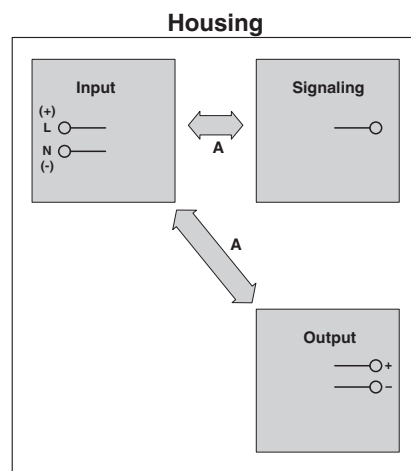 Housing
Input
Signaling
(+)
L
N
(-)
A
A
Output
+
–